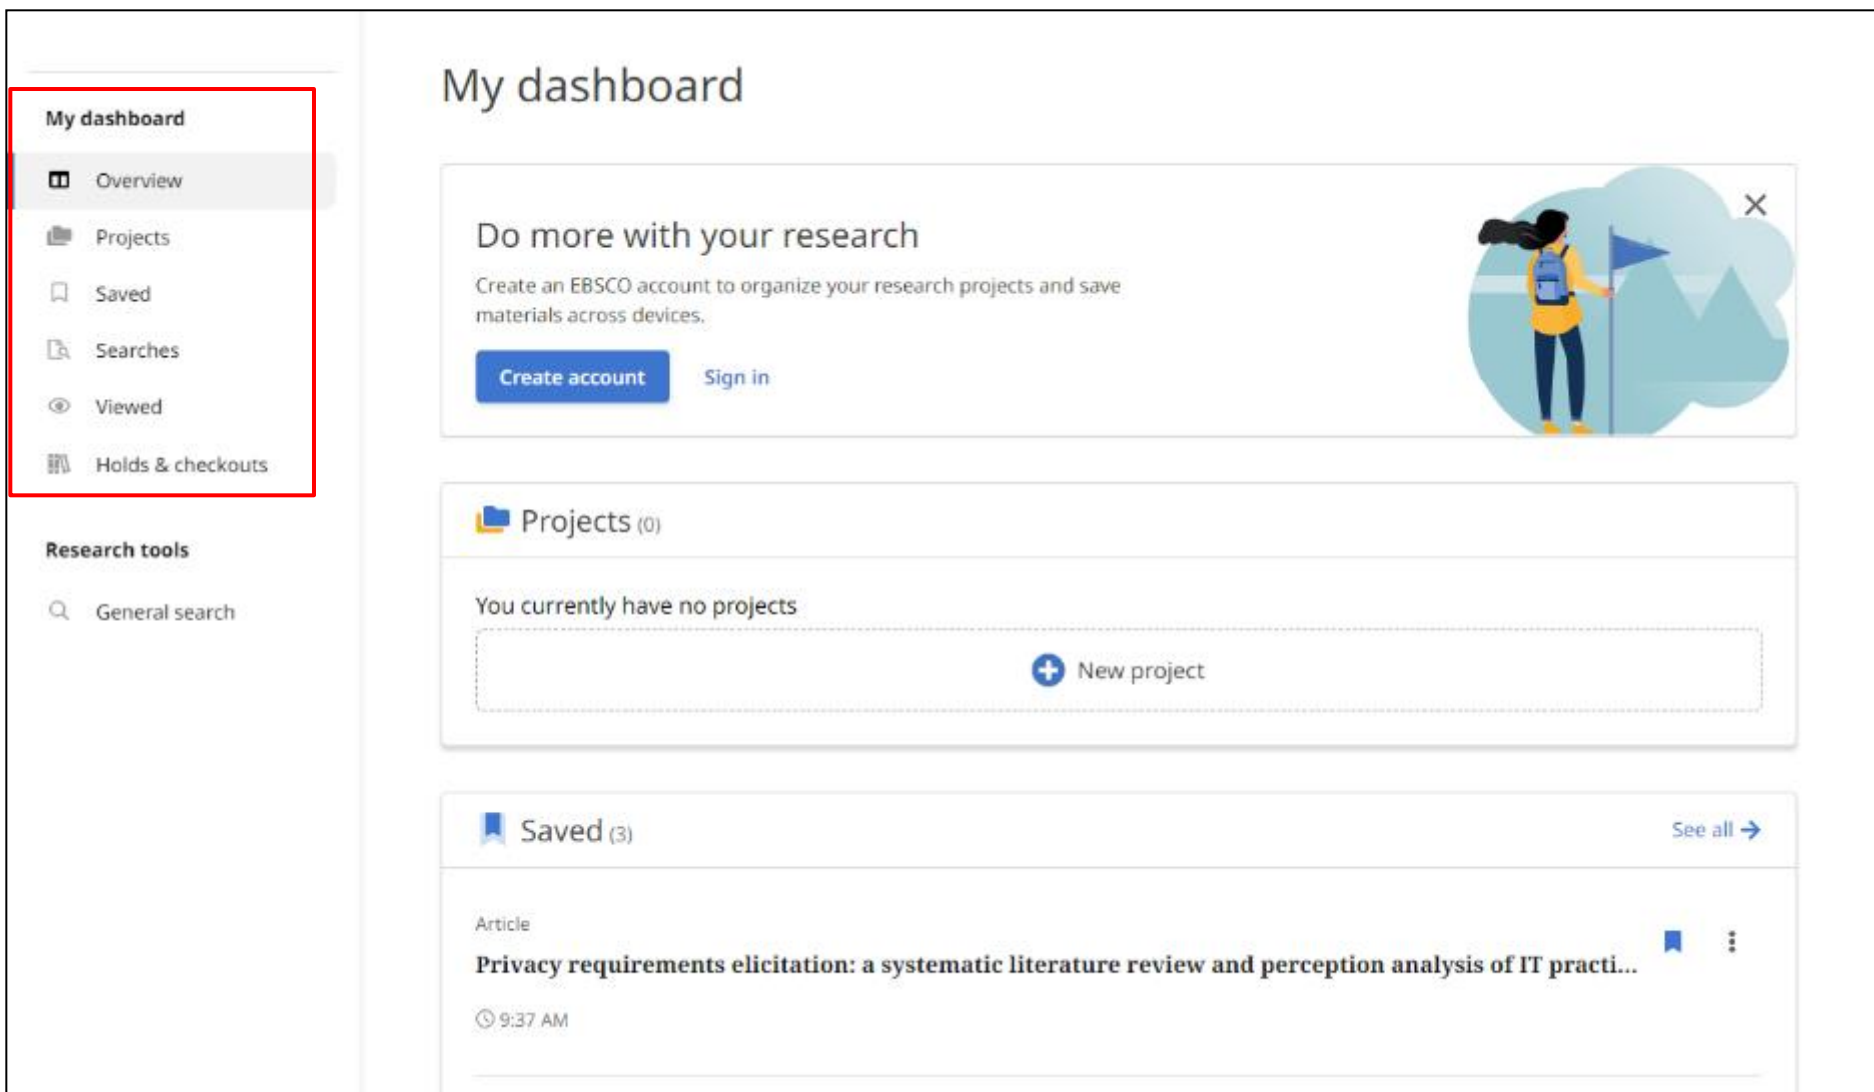 My dashboard
Overview
Projects
Saved
Searches
Viewed
Holds & checkouts
Research tools
General search
My dashboard
Do more with your research
Create an EBSCO account to organize your research projects and save
materials across devices.
Create account
Sign in
Projects (0)
You currently have no projects
New project
Saved (3)
See all
Article
Privacy requirements elicitation: a systematic literature review and perception analysis of IT practi...
9:37 AM